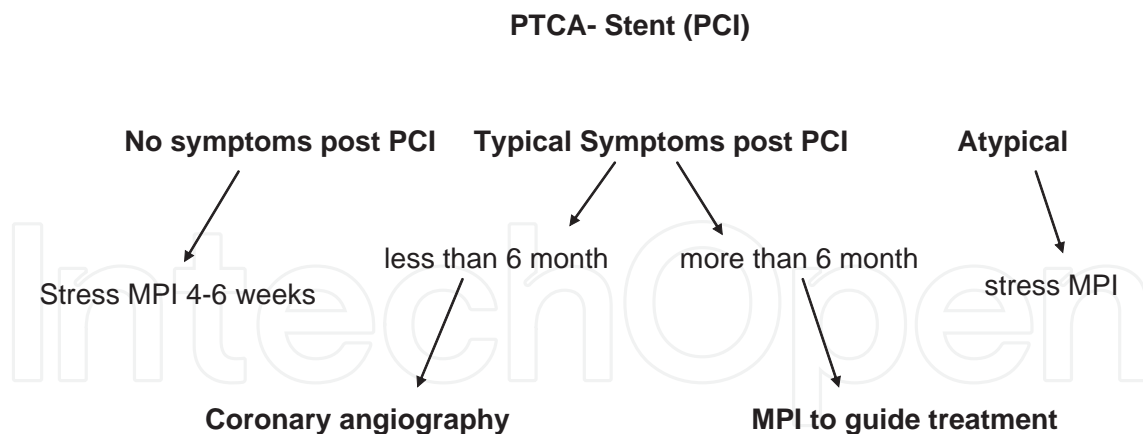 PTCA- Stent (PCI)
No symptoms post PCI Typical Symptoms post PCI Atypical
less than 6 month more than 6 month
Stress MPI 4-6 weeks stress MPI
Coronary angiography MPI to guide treatment
IntechOpen